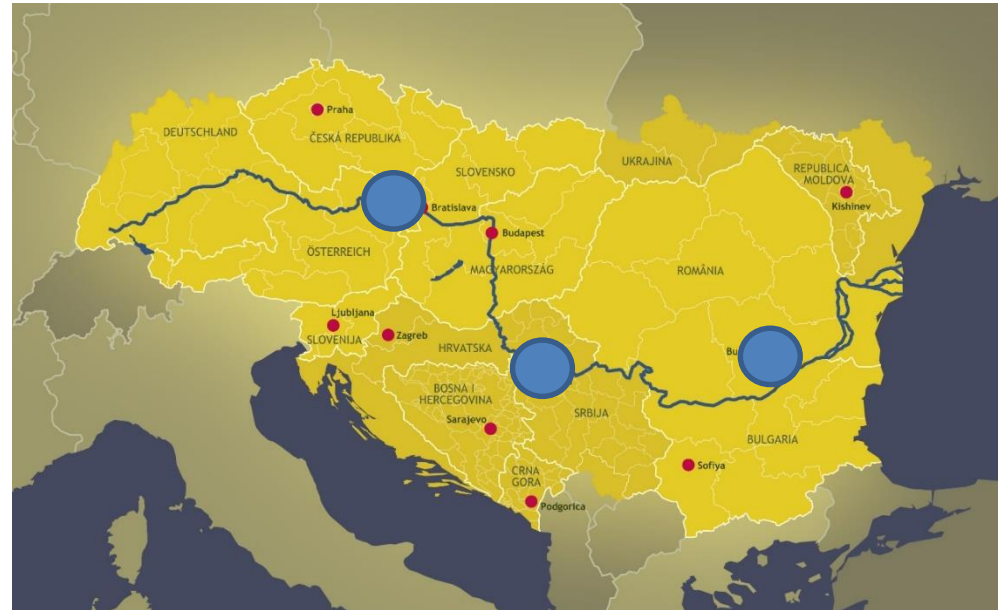 Praha
DEUTSCHLAND
ČESKÁ REPUBLIKA
SLOVENSKO
UKRAJINA
REPUBLICA
MOLDOVA
Kishinev
Bratislava
Budapest
ÖSTERREICH
MAGYARORSZÁG
ROMÂNIA
Ljubljana
SLOVENIJA
Zagreb
HRVATSKA
Bu
BOSNA I
HERCEGOVINA
Sarajevo
SRBIJA
BULGARIA
Sofiya
CRNA
GORA
Podgorica